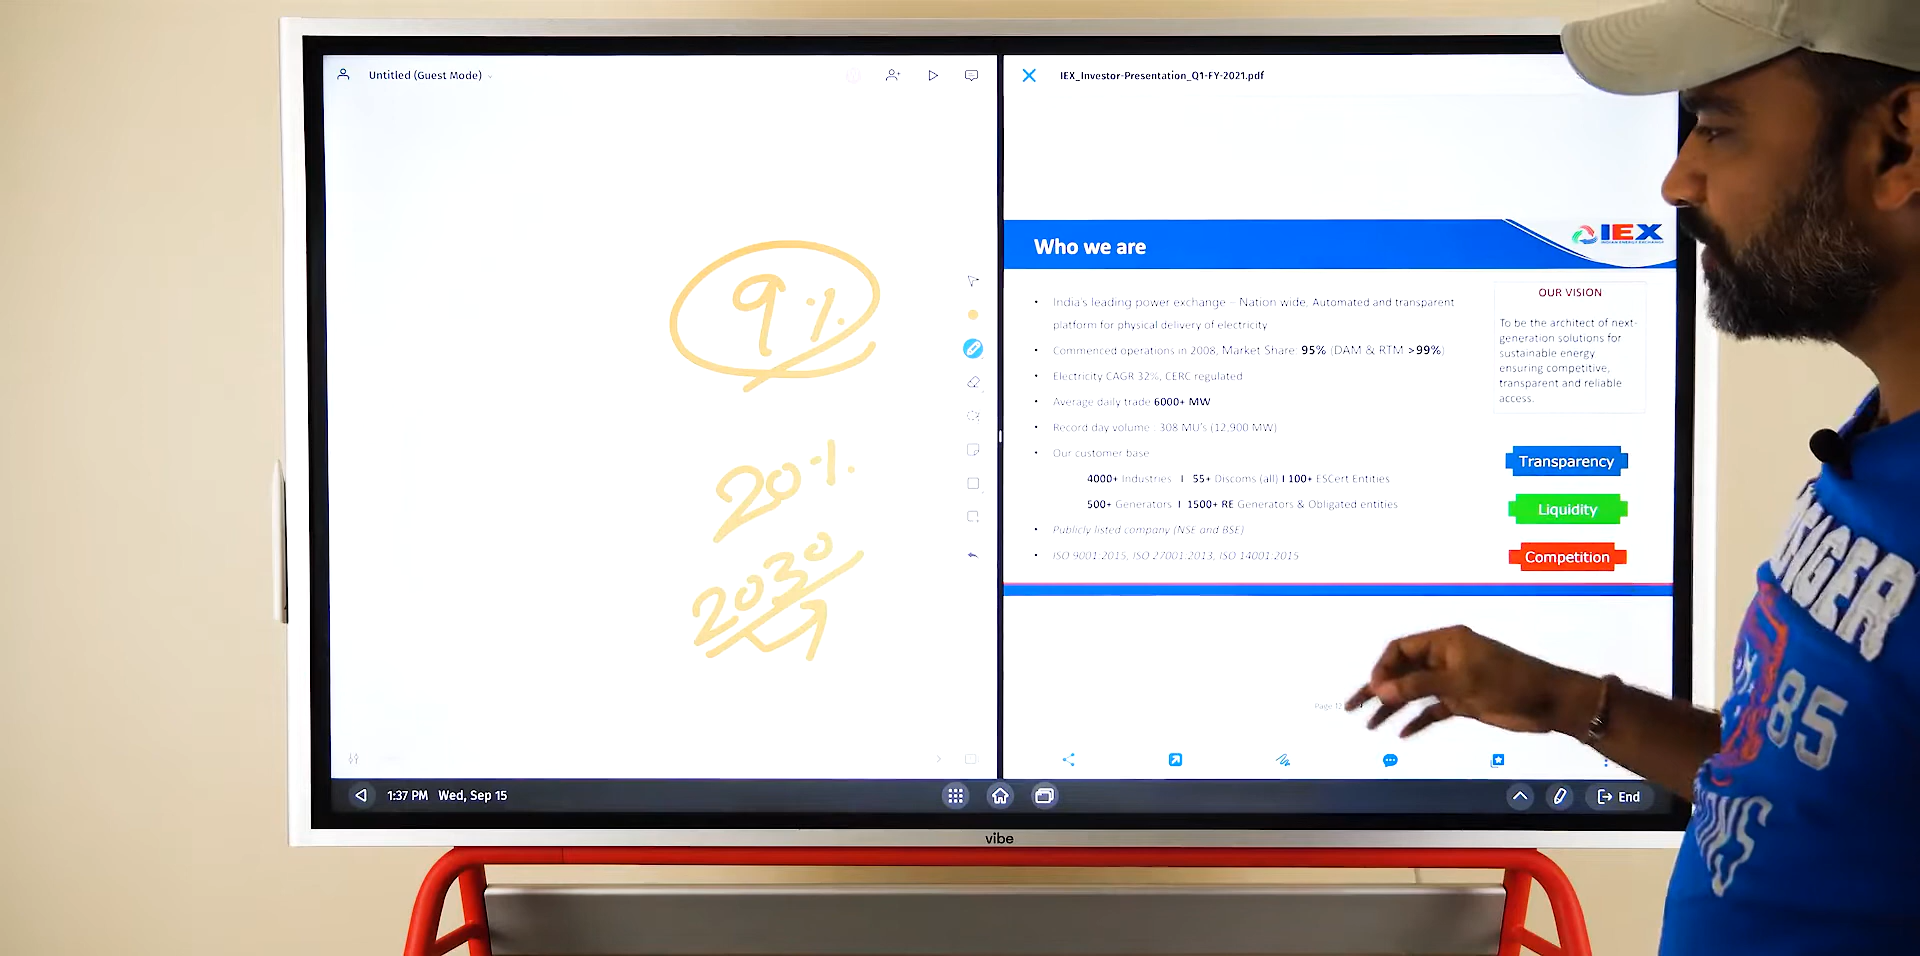 Untitled (Guest Mode)
9%
20%
2030
1:37 PM Wed, Sep 15
IEX_Investor-Presentation_Q1-FY-2021.pdf
Who we are
IEX
INDIAN ENERGY EXCHANGE
• India's leading power exchange – Nation wide, Automated and transparent
platform for physical delivery of electricity
• Commenced operations in 2008, Market Share: 95% (DAM & RTM >99%)
• Electricity CAGR 32%, CERC regulated
• Average daily trade 6000+ MW
• Record day volume : 308 MU's (12,900 MW)
• Our customer base
4000+ Industries I 55+ Discoms (all) I 100+ ESCert Entities
500+ Generators I 1500+ RE Generators & Obligated entities
• Publicly listed company (NSE and BSE)
• ISO 9001:2015, ISO 27001:2013, ISO 14001:2015
OUR VISION
To be the architect of next-
generation solutions for
sustainable energy
ensuring competitive,
transparent and reliable
access.
Transparency
Liquidity
Competition
Page 12
End
vibe
85